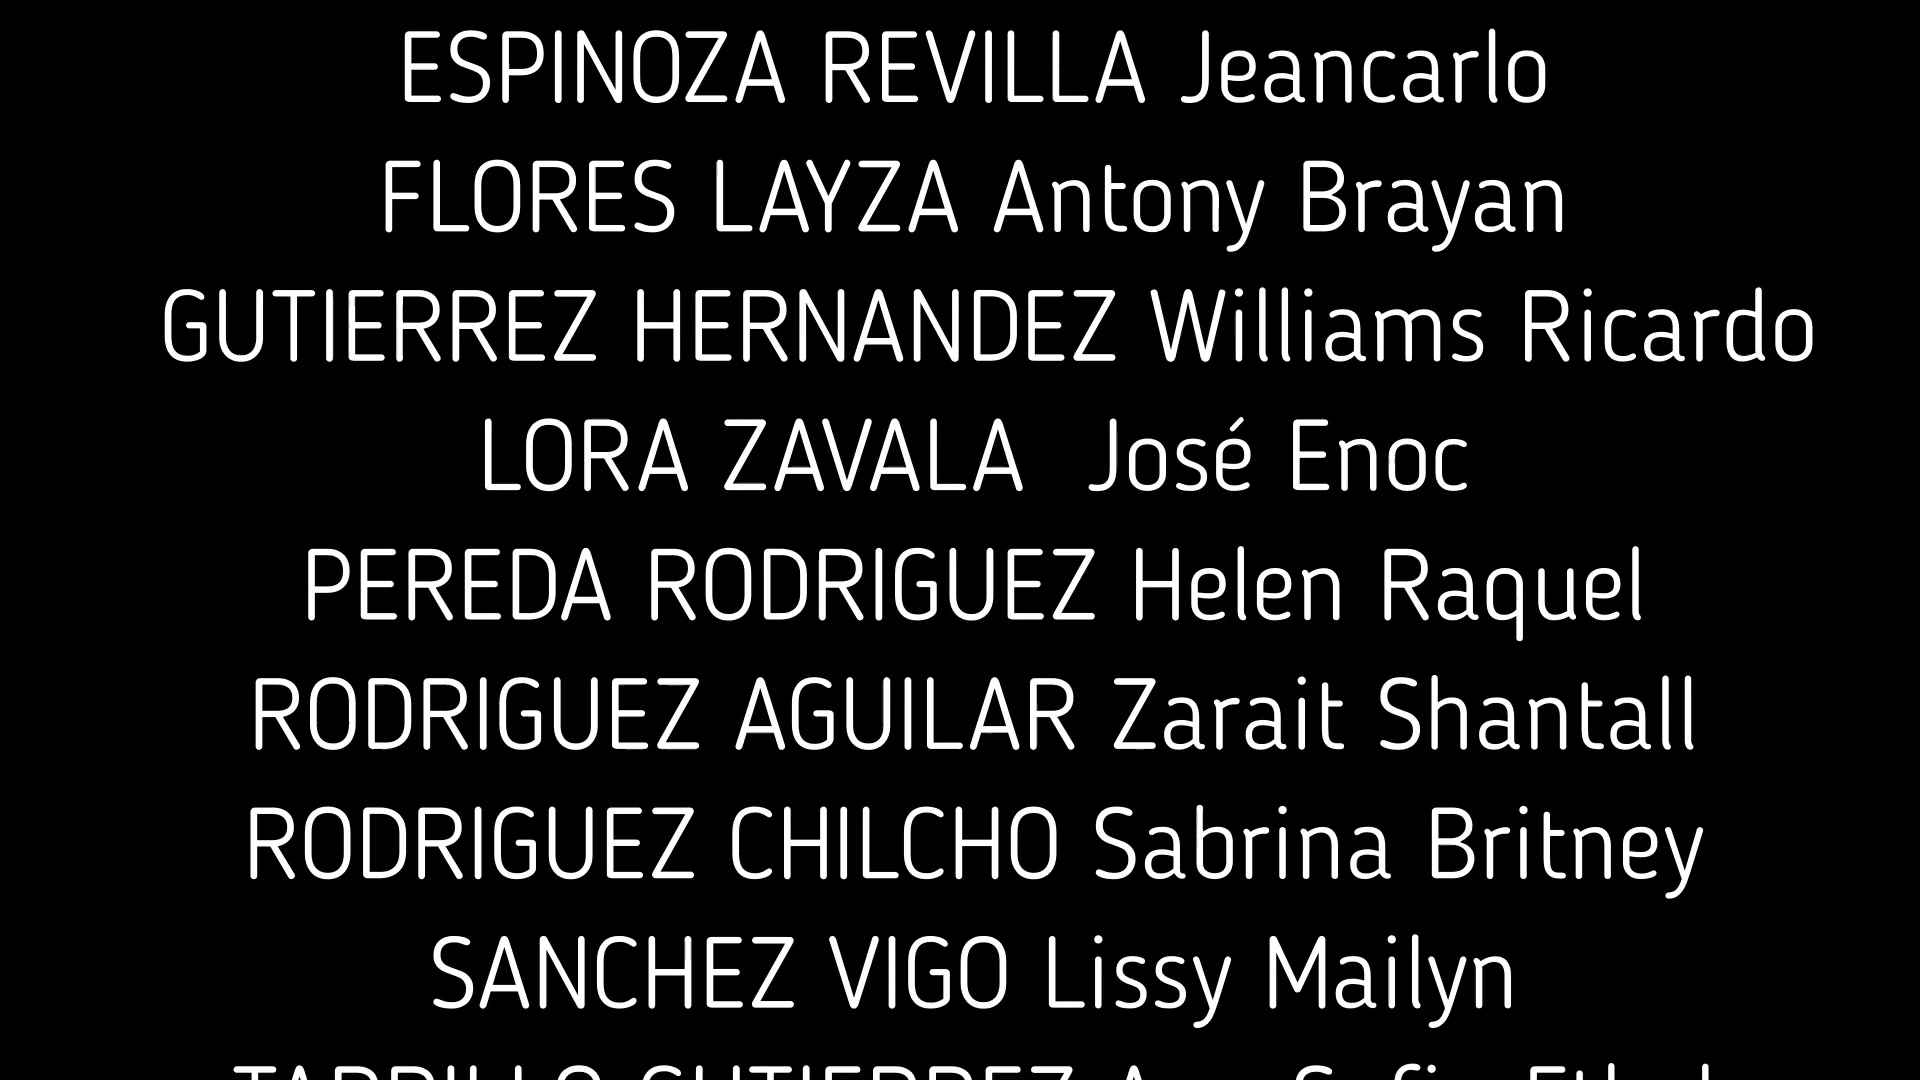 ESPINOZA REVILLA Jeancarlo
FLORES LAYZA Antony Brayan
GUTIERREZ HERNANDEZ Williams Ricardo
LORA ZAVALA José Enoc
PEREDA RODRIGUEZ Helen Raquel
RODRIGUEZ AGUILAR Zarait Shantall
RODRIGUEZ CHILCHO Sabrina Britney
SANCHEZ VIGO Lissy Mailyn
GUTIERREZ